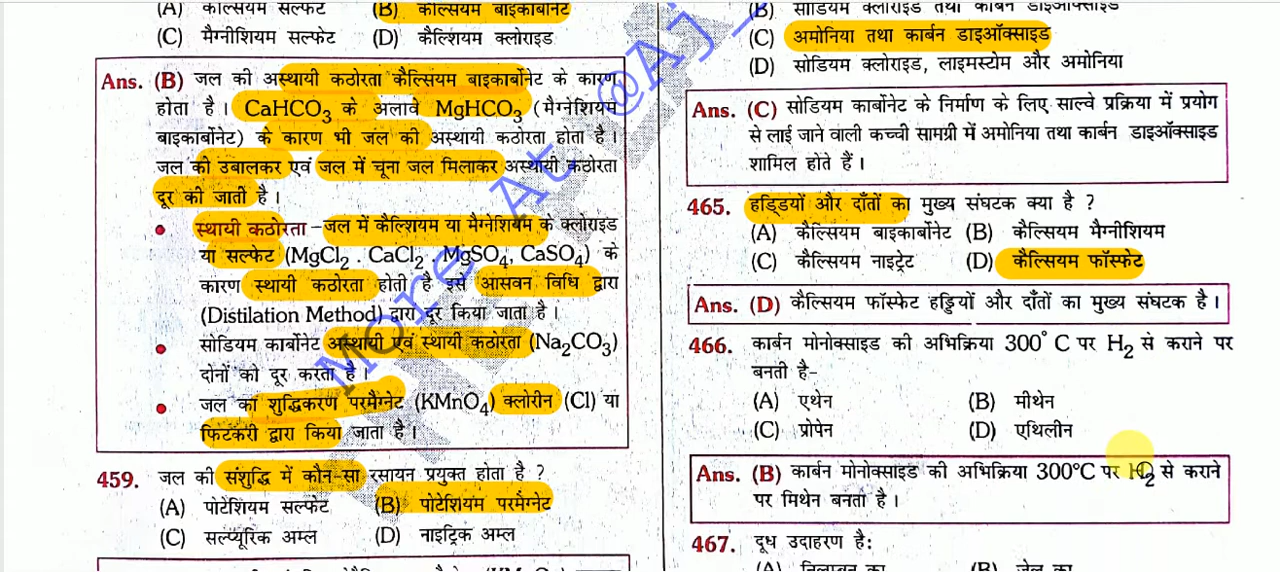 (A) कैल्सियम सल्फेट (B) कैल्सियम बाइकार्बोनेट
(C) मैग्नीशियम सल्फेट (D) कैल्शियम क्लोराइड
Ans. (B) जल की अस्थायी कठोरता कैल्सियम बाइकार्बोनेट के कारण
होता है। CaHCO3 के अलावे MgHCO3 (मैग्नेशियम
बाइकार्बोनेट) के कारण भी जल की अस्थायी कठोरता होता है।
जल को उबालकर एवं जल में चूना जल मिलाकर अस्थायी कठोरता
दूर की जाती है।
• स्थायी कठोरता –जल में कैल्शियम या मैग्नेशियम के क्लोराइड
या सल्फेट (MgCl2 . CaCl2 . MgSO4, CaSO4) के
कारण स्थायी कठोरता होती है इसे आसवन विधि द्वारा
(Distilation Method) द्वारा दूर किया जाता है।
• सोडियम कार्बोनेट अस्थायी एवं स्थायी कठोरता (Na2CO3)
दोनों को दूर करता है।
• जल का शुद्धिकरण परमैग्नेट (KMnO4) क्लोरीन (Cl) या
फिटकरी द्वारा किया जाता है।
459. जल की संशुद्धि में कौन-सा रसायन प्रयुक्त होता है ?
(A) पोटेशियम सल्फेट (B) पोटेशियम परमैग्नेट
(C) सल्फ्यूरिक अम्ल (D) नाइट्रिक अम्ल
(B) सोडियम क्लोराइड तथा कार्बन डाइऑक्साइड
(C) अमोनिया तथा कार्बन डाइऑक्साइड
(D) सोडियम क्लोराइड, लाइमस्टोम और अमोनिया
Ans. (C) सोडियम कार्बोनेट के निर्माण के लिए साल्वे प्रक्रिया में प्रयोग
से लाई जाने वाली कच्ची सामग्री में अमोनिया तथा कार्बन डाइऑक्साइड
शामिल होते हैं।
465. हड्डियों और दाँतों का मुख्य संघटक क्या है ?
(A) कैल्सियम बाइकार्बोनेट (B) कैल्सियम मैग्नीशियम
(C) कैल्सियम नाइट्रेट (D) कैल्सियम फॉस्फेट
Ans. (D) कैल्सियम फॉस्फेट हड्डियों और दाँतों का मुख्य संघटक है।
466. कार्बन मोनोक्साइड की अभिक्रिया 300° C पर H2 से कराने पर
बनती है-
(A) एथेन (B) मीथेन
(C) प्रोपेन (D) एथिलीन
Ans. (B) कार्बन मोनोक्साइड की अभिक्रिया 300°C पर H2 से कराने
पर मिथेन बनता है।
467. दूध उदाहरण है:
(A) निलम्बन का (B) जेल का
More At @Aj_